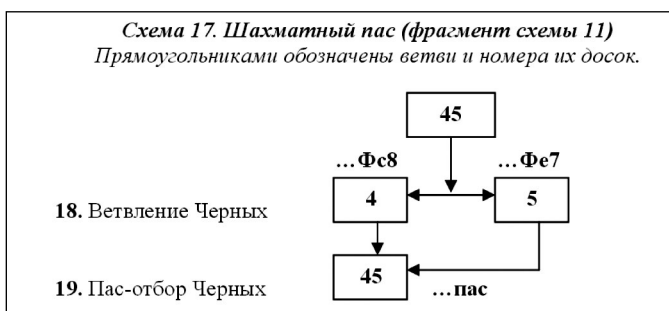 Схема 17. Шахматный пас (фрагмент схемы 11)
Прямоугольниками обозначены ветви и номера их досок.
45
…Фс8 …Фе7
18. Ветвление Черных 4 5
19. Пас-отбор Черных 45 …пас